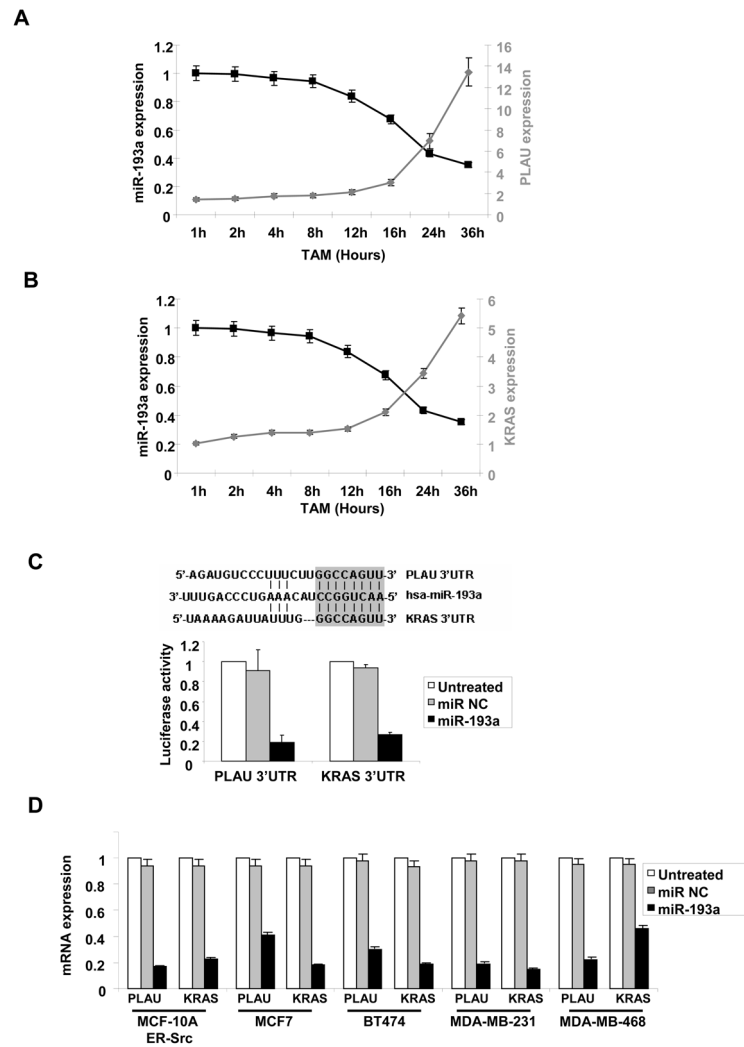 A
1.2
1
0.8
0.6
0.4
0.2
0
miR-193a expression
16
14
12
10
8
6
4
2
0
PLAU expression
1h 2h 4h 8h 12h 16h 24h 36h
TAM (Hours)
B
1.2
1
0.8
0.6
0.4
0.2
0
miR-193a expression
6
5
4
3
2
1
0
KRAS expression
1h 2h 4h 8h 12h 16h 24h 36h
TAM (Hours)
C
5'-AGAUGUCCCUUUCUUGGCCAGUU-3' PLAU 3'UTR
3'-UUUGACCCUGAAACAUCCGGUCAA-5' hsa-miR-193a
5'-UAAAAGAUUAUUUG---GGCCAGUU-3' KRAS 3'UTR
1
0.8
0.6
0.4
0.2
0
Luciferase activity
PLAU 3'UTR KRAS 3'UTR
Untreated
miR NC
miR-193a
D
1
0.8
0.6
0.4
0.2
0
mRNA expression
Untreated
miR NC
miR-193a
PLAU KRAS PLAU KRAS PLAU KRAS PLAU KRAS PLAU KRAS
MCF-10A MCF7 BT474 MDA-MB-231 MDA-MB-468
ER-Src